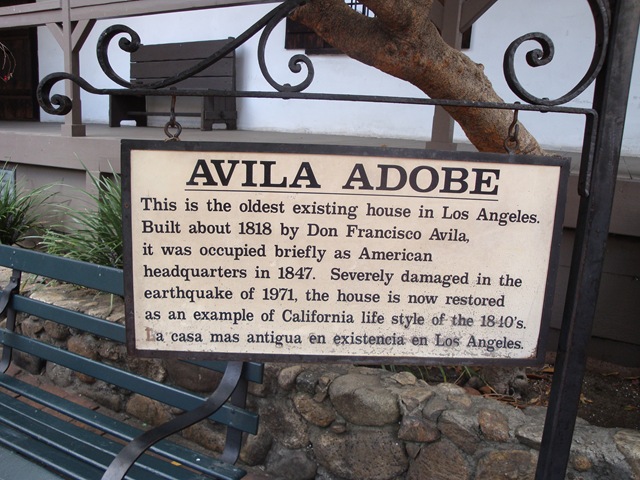 AVILA ADOBE
This is the oldest existing house in Los Angeles.
Built about 1818 by Don Francisco Avila,
it was occupied briefly as American
headquarters in 1847. Severely damaged in the
earthquake of 1971, the house is now restored
as an example of California life style of the 1840's.
La casa mas antigua en existencia en Los Angeles.